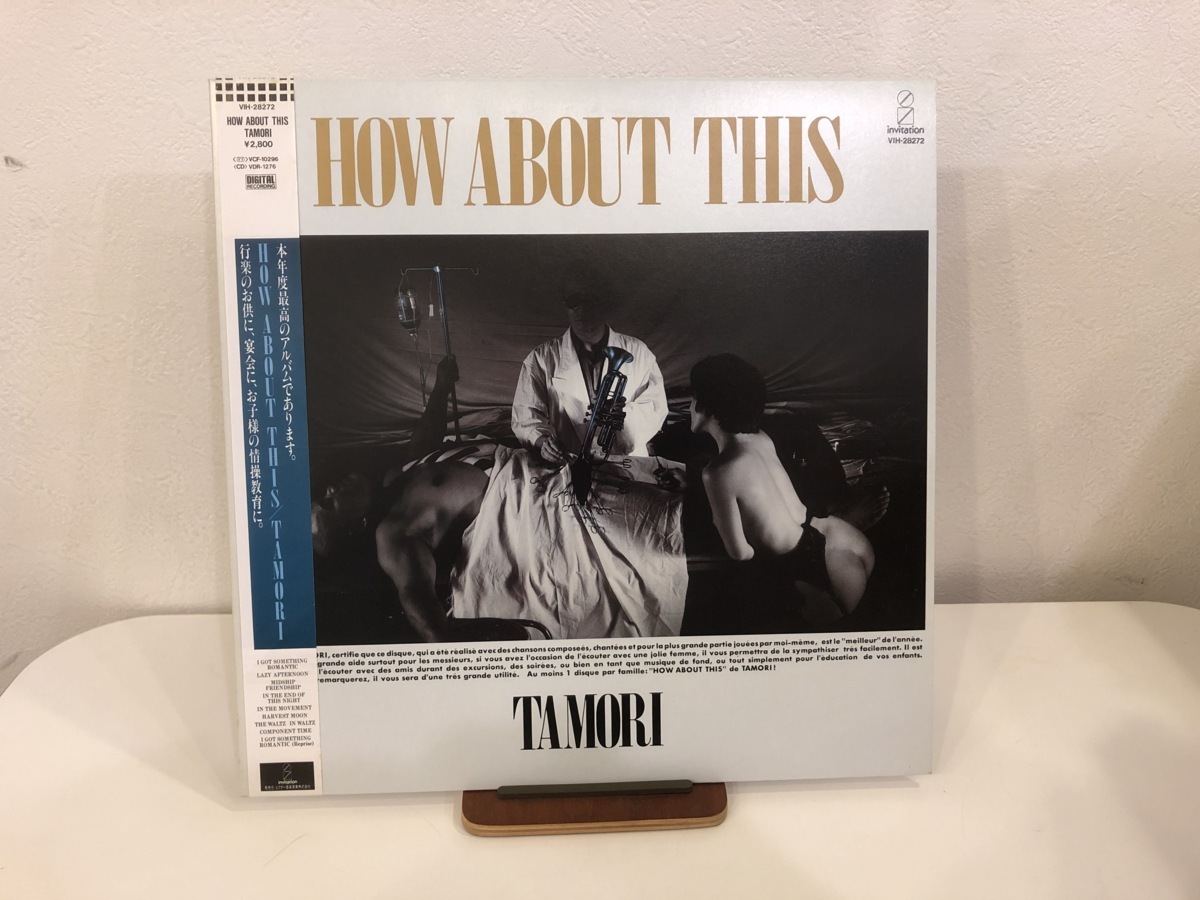 VIH-28272
HOW ABOUT THIS
TAMORI
¥2,800
VCF-10296
(CD) VDR-1276
DIGITAL
RECORDING
本年度最高のアルバムであります。
HOW ABOUT THIS/TAMORI
行楽のお供に、宴会に、お子様の情操教育に。
I GOT SOMETHING
ROMANTIC
LAZY AFTERNOON
MIDSHIP
FRIENDSHIP
IN THE END OF
THIS NIGHT
IN THE MOVEMENT
HARVEST MOON
THE WALTZ IN WALTZ
COMPONENT TIME
I GOT SOMETHING
ROMANTIC (Reprise)
invitation
HOW ABOUT THIS
invitation
VIH-28272
ORI, certifie que ce disque, qui a été réalisé avec des chansons composeés, chantées et pour la plus grande partie jouées par moi-même, est le "meilleur" de l'année.
grande aide surtout pour les messieurs, si vous avez l'occasion de l'écouter avec une jolie femme, il vous permettra de la sympathiser très facilement. Il est
l'écouter avec des amis durant des excursions, des soirées, ou bien en tant que musique de fond, ou tout simplement pour l'éducation de vos enfants.
remarquerez, il vous sera d'une très grande utilité. Au moins 1 disque par famille: "HOW ABOUT THIS" de TAMORI!
TAMORI